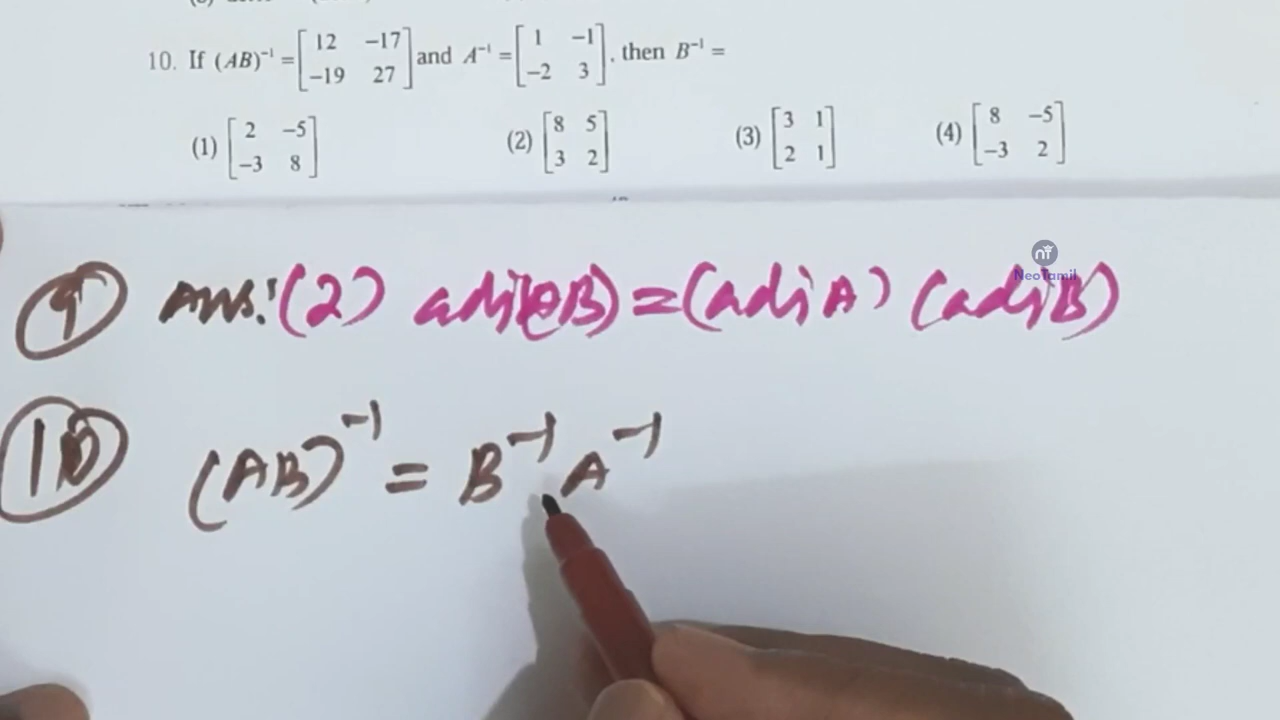 10. If (AB)⁻¹ = [12 −17; −19 27] and A⁻¹ = [1 −1; −2 3], then B⁻¹ =
(1) [2 −5; −3 8] (2) [8 5; 3 2] (3) [3 1; 2 1] (4) [8 −5; −3 2]
NeoTamil
9 Ans: (2) adj(AB) = (adj A) (adj B)
10 (AB)⁻¹ = B⁻¹ A⁻¹